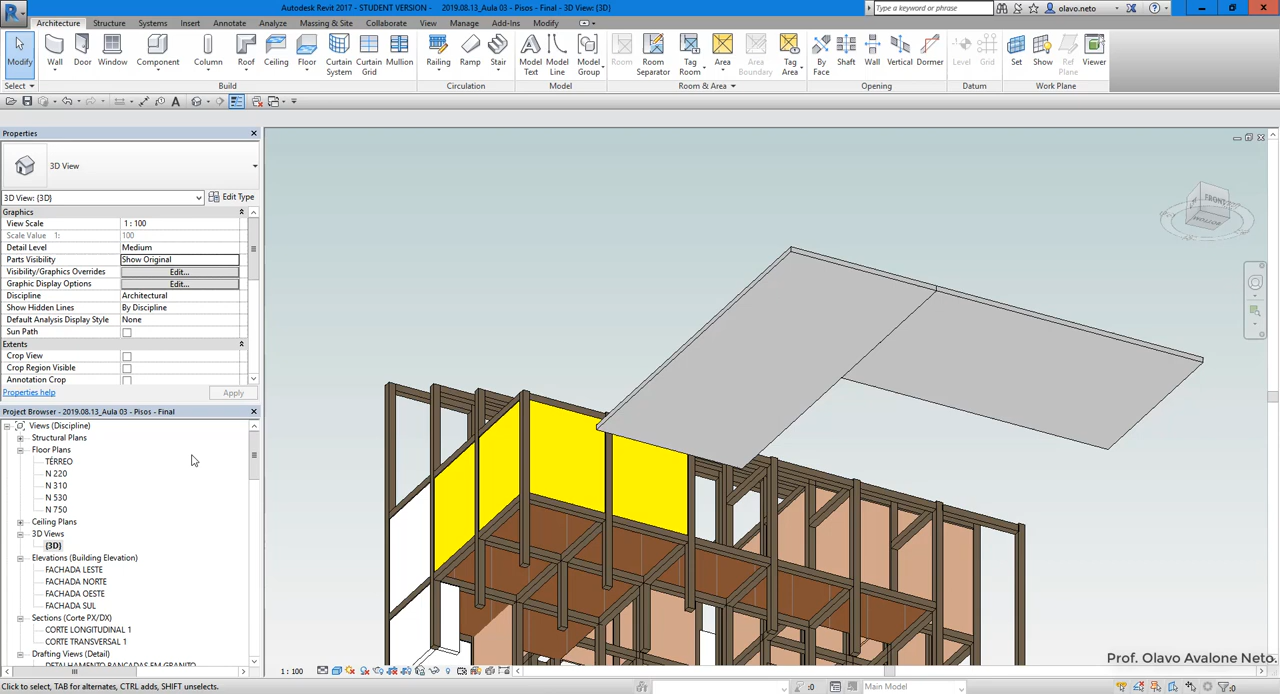 Autodesk Revit 2017 - STUDENT VERSION - 2019.08.13_Aula 03 - Pisos - Final - 3D View: {3D}
Type a keyword or phrase
olavo.neto
Architecture Structure Systems Insert Annotate Analyze Massing & Site Collaborate View Manage Add-Ins Modify
Modify Wall Door Window Component Column Roof Ceiling Floor Curtain System Curtain Grid Mullion Railing Ramp Stair Model Text Model Line Model Group Room Room Separator Tag Room Area Area Boundary Tag Area By Face Shaft Wall Vertical Dormer Level Grid Set Show Ref Plane Viewer
Select Build Circulation Model Room & Area Opening Datum Work Plane
Properties
3D View
3D View: {3D} Edit Type
Graphics
View Scale 1 : 100
Scale Value 1: 100
Detail Level Medium
Parts Visibility Show Original
Visibility/Graphics Overrides Edit...
Graphic Display Options Edit...
Discipline Architectural
Show Hidden Lines By Discipline
Default Analysis Display Style None
Sun Path
Extents
Crop View
Crop Region Visible
Annotation Crop
Properties help Apply
Project Browser - 2019.08.13_Aula 03 - Pisos - Final
Views (Discipline)
Structural Plans
Floor Plans
TÉRREO
N 220
N 310
N 530
N 750
Ceiling Plans
3D Views
{3D}
Elevations (Building Elevation)
FACHADA LESTE
FACHADA NORTE
FACHADA OESTE
FACHADA SUL
Sections (Corte PX/DX)
CORTE LONGITUDINAL 1
CORTE TRANSVERSAL 1
Drafting Views (Detail)
DETALHAMENTO BANCADAS EM GRANITO
FRONT
BOTTOM
1 : 100
Prof. Olavo Avalone Neto.
Click to select, TAB for alternates, CTRL adds, SHIFT unselects.
:0
Main Model
:0